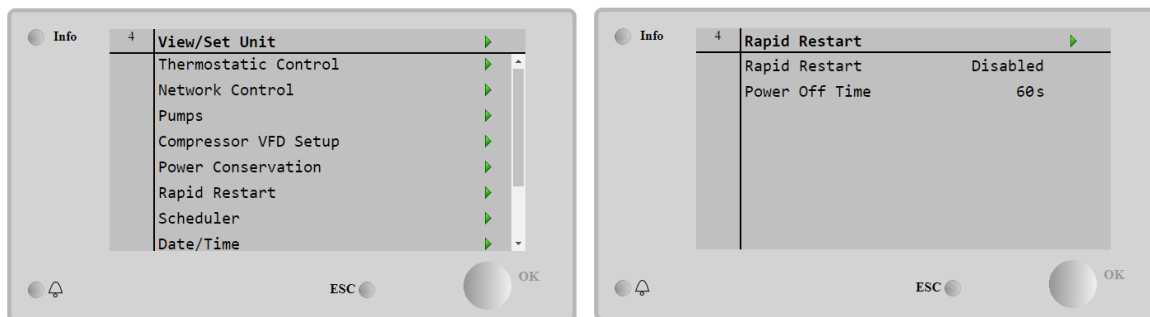 Info
4
View/Set Unit
Thermostatic Control
Network Control
Pumps
Compressor VFD Setup
Power Conservation
Rapid Restart
Scheduler
Date/Time
ESC
OK
Info
4
Rapid Restart
Rapid Restart Disabled
Power Off Time 60s
ESC
OK